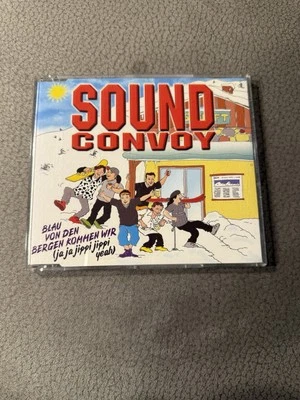 SOUND
CONVOY
BLAU
VON DEN
BERGEN KOMMEN WIR
(ja ja jippi jippi
yeah)